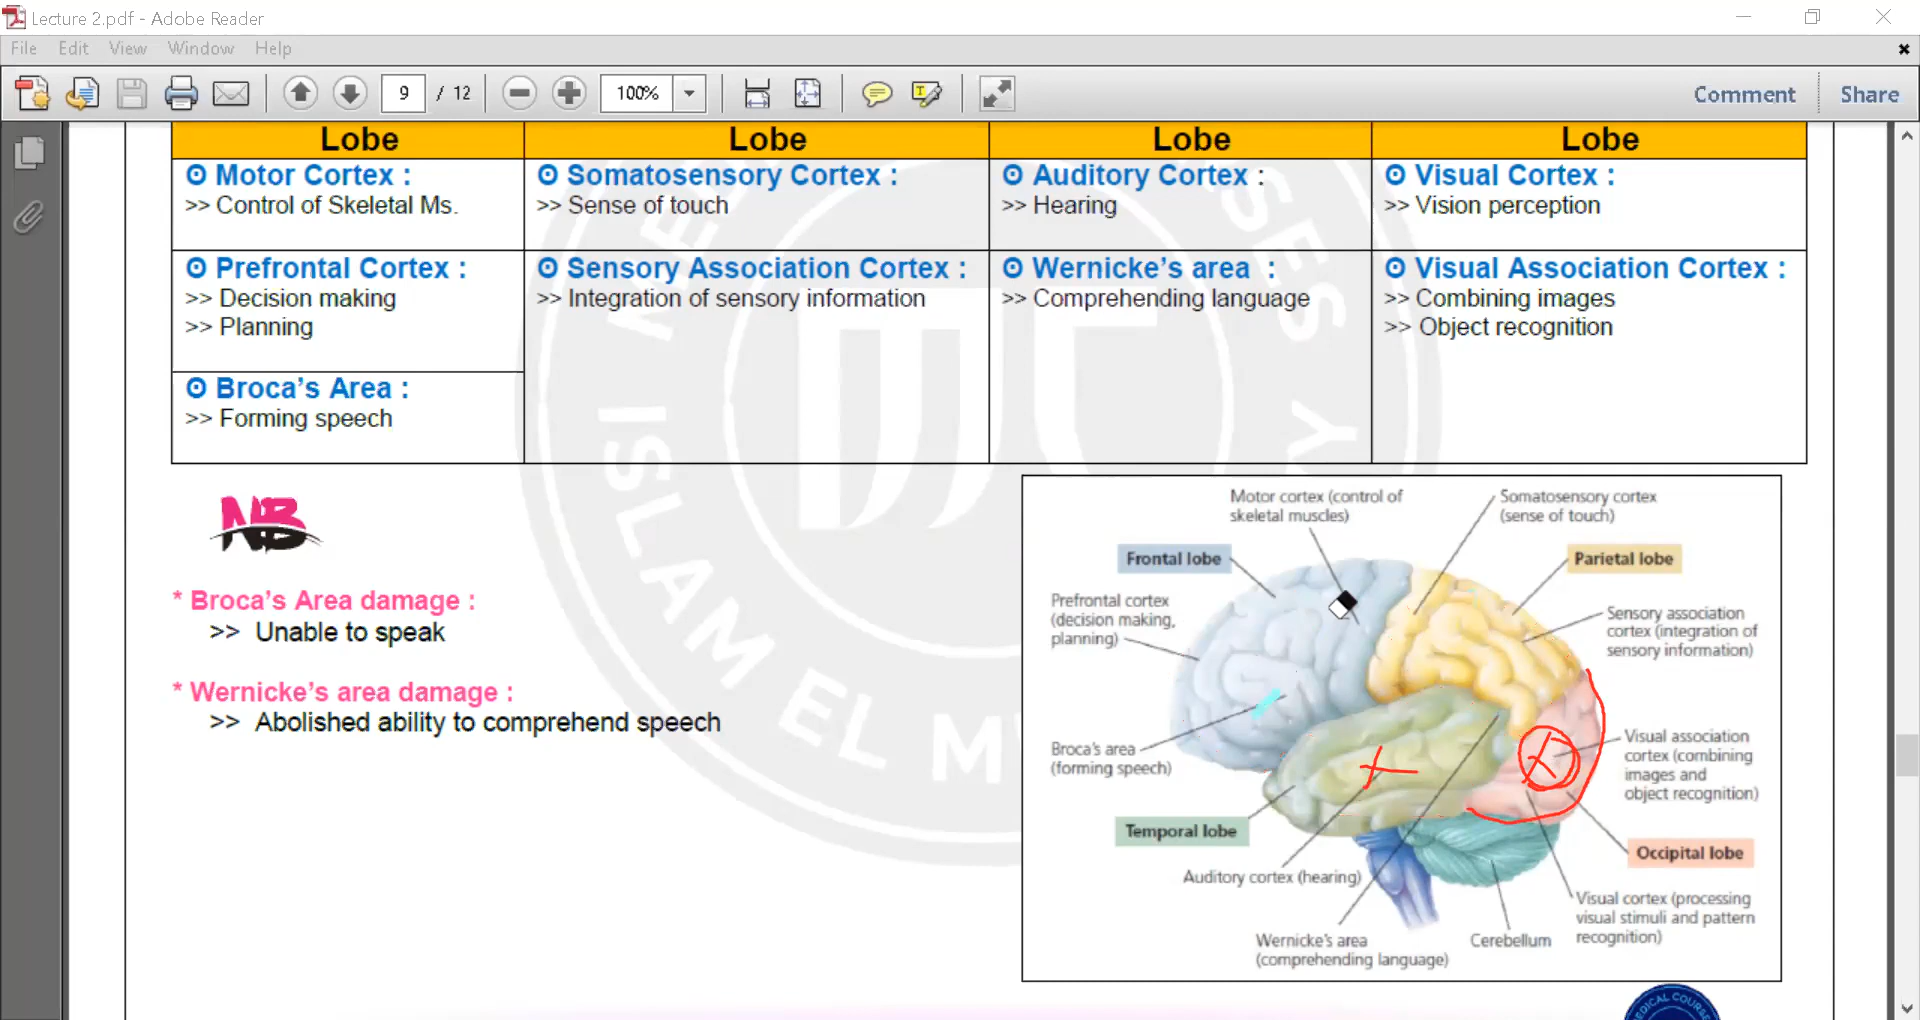 Lecture 2.pdf - Adobe Reader
File Edit View Window Help
9 / 12 100% Comment Share
Lobe Lobe Lobe Lobe
⊙ Motor Cortex :
>> Control of Skeletal Ms.
⊙ Somatosensory Cortex :
>> Sense of touch
⊙ Auditory Cortex :
>> Hearing
⊙ Visual Cortex :
>> Vision perception
⊙ Prefrontal Cortex :
>> Decision making
>> Planning
⊙ Sensory Association Cortex :
>> Integration of sensory information
⊙ Wernicke's area :
>> Comprehending language
⊙ Visual Association Cortex :
>> Combining images
>> Object recognition
⊙ Broca's Area :
>> Forming speech
NB
* Broca's Area damage :
>> Unable to speak
* Wernicke's area damage :
>> Abolished ability to comprehend speech
Motor cortex (control of
skeletal muscles)
Somatosensory cortex
(sense of touch)
Frontal lobe
Parietal lobe
Prefrontal cortex
(decision making,
planning)
Sensory association
cortex (integration of
sensory information)
Broca's area
(forming speech)
Visual association
cortex (combining
images and
object recognition)
Temporal lobe
Occipital lobe
Auditory cortex (hearing)
Visual cortex (processing
visual stimuli and pattern
recognition)
Wernicke's area
(comprehending language)
Cerebellum
ISLAM EL M
EDICAL COURS